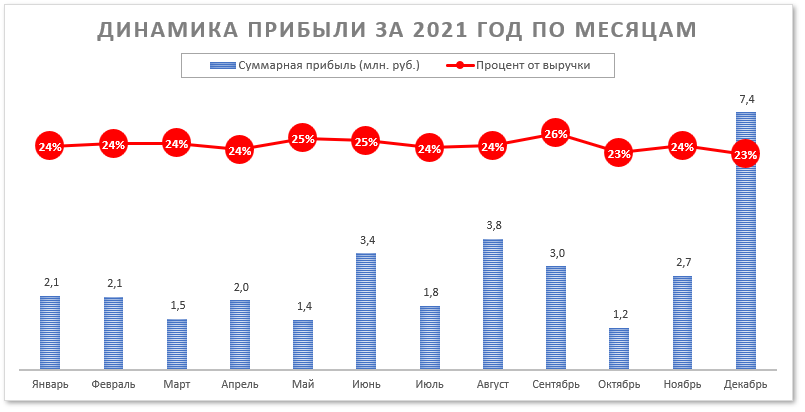 ДИНАМИКА ПРИБЫЛИ ЗА 2021 ГОД ПО МЕСЯЦАМ
Суммарная прибыль (млн. руб.) Процент от выручки
24% 24% 24% 24% 25% 25% 24% 24% 26% 23% 24% 23%
2,1 2,1 1,5 2,0 1,4 3,4 1,8 3,8 3,0 1,2 2,7 7,4
Январь Февраль Март Апрель Май Июнь Июль Август Сентябрь Октябрь Ноябрь Декабрь